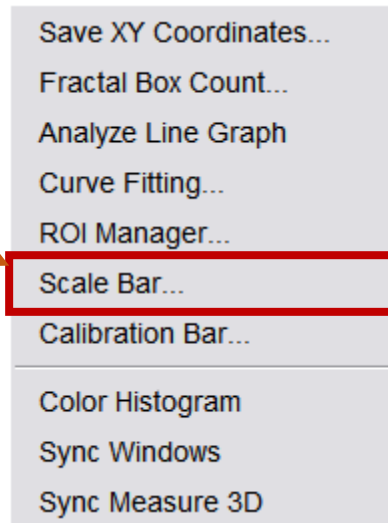 Save XY Coordinates...
Fractal Box Count...
Analyze Line Graph
Curve Fitting...
ROI Manager...
Scale Bar...
Calibration Bar...
Color Histogram
Sync Windows
Sync Measure 3D